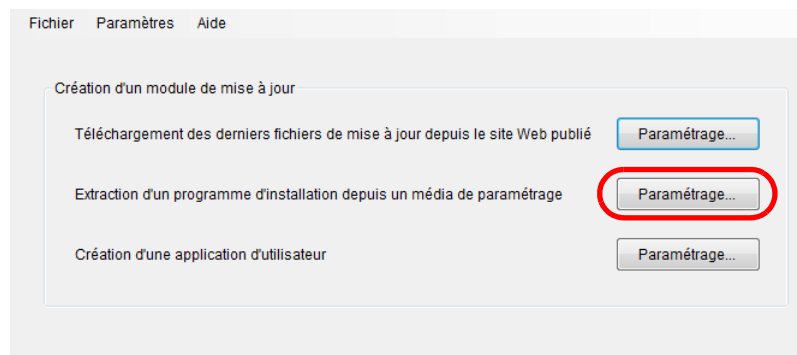 Fichier Paramètres Aide
Création d'un module de mise à jour
Téléchargement des derniers fichiers de mise à jour depuis le site Web publié Paramétrage...
Extraction d'un programme d'installation depuis un média de paramétrage Paramétrage...
Création d'une application d'utilisateur Paramétrage...